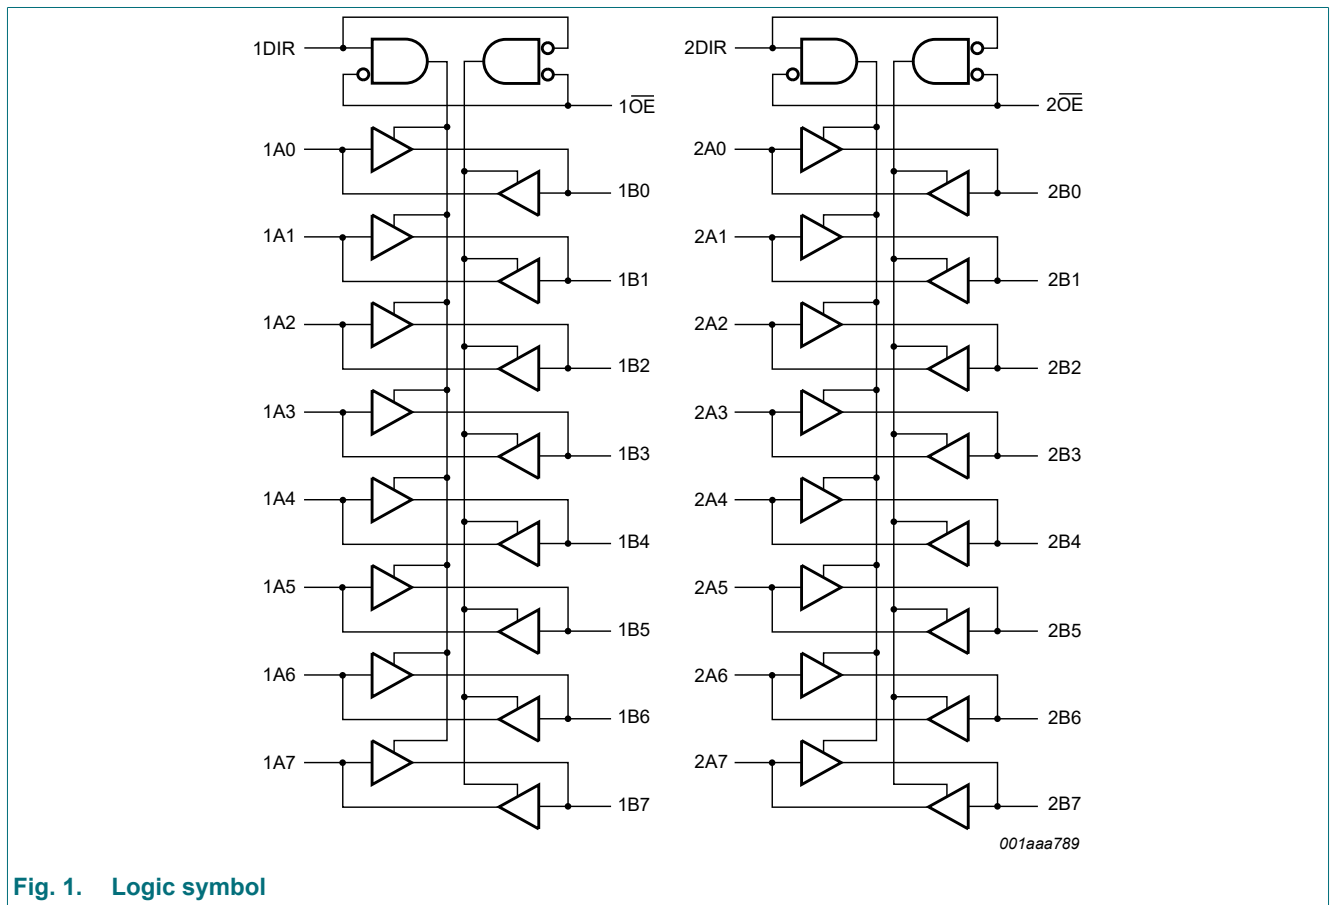 1DIR
2DIR
1O̅E̅
2O̅E̅
1A0
1B0
2A0
2B0
1A1
1B1
2A1
2B1
1A2
1B2
2A2
2B2
1A3
1B3
2A3
2B3
1A4
1B4
2A4
2B4
1A5
1B5
2A5
2B5
1A6
1B6
2A6
2B6
1A7
1B7
2A7
2B7
001aaa789
Fig. 1. Logic symbol